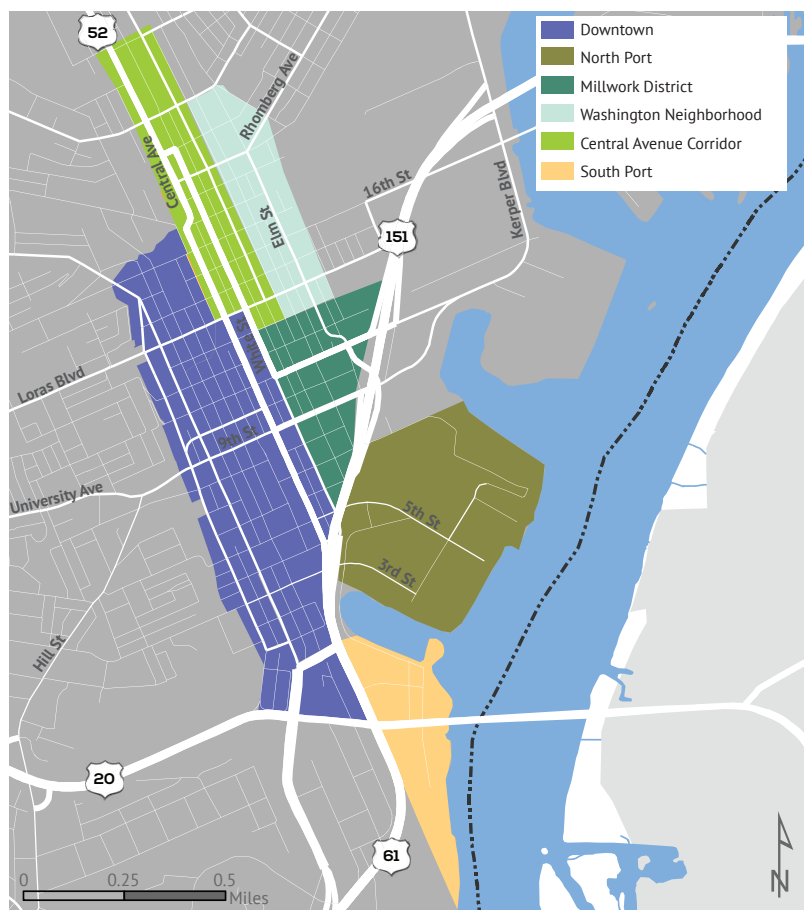 52
Downtown
North Port
Millwork District
Washington Neighborhood
Central Avenue Corridor
South Port
Rhomberg Ave
Central Ave
16th St
Kerper Blvd
Elm St
151
White St
Loras Blvd
9th St
University Ave
5th St
3rd St
Hill St
20
61
0 0.25 0.5
Miles
N